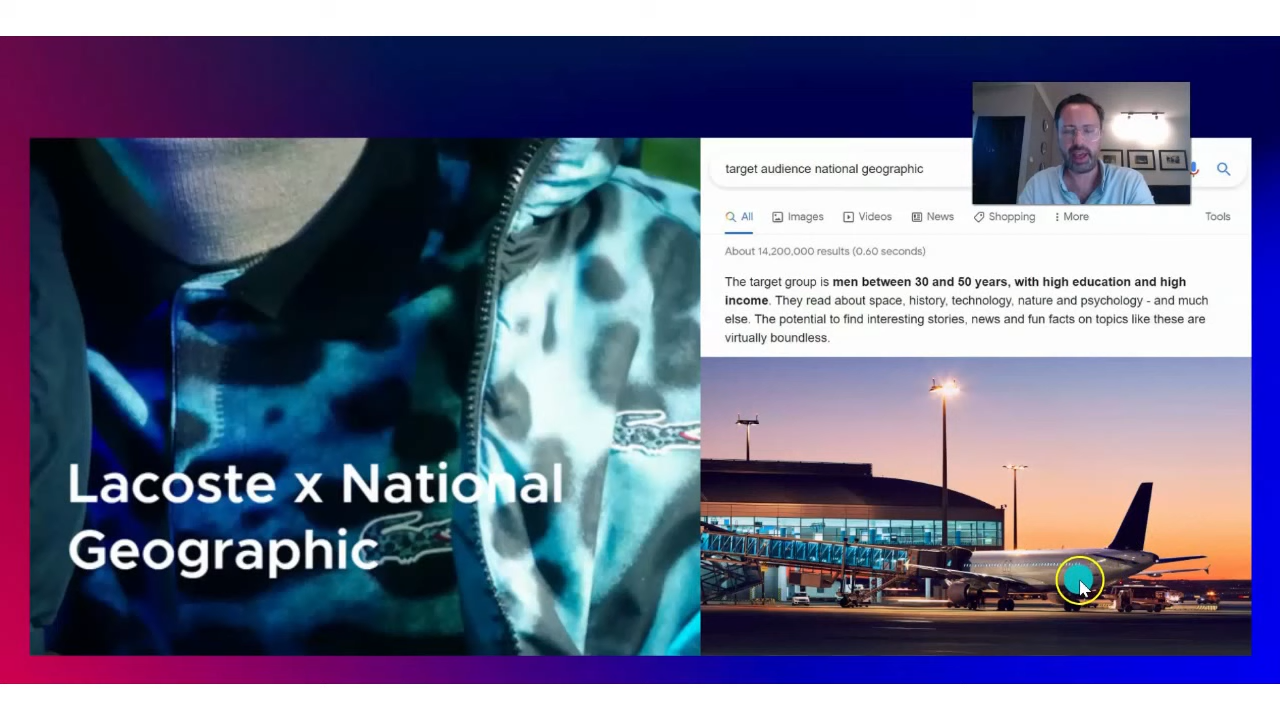 Lacoste x National
Geographic
target audience national geographic
All Images Videos News Shopping More Tools
About 14,200,000 results (0.60 seconds)
The target group is men between 30 and 50 years, with high education and high
income. They read about space, history, technology, nature and psychology - and much
else. The potential to find interesting stories, news and fun facts on topics like these are
virtually boundless.